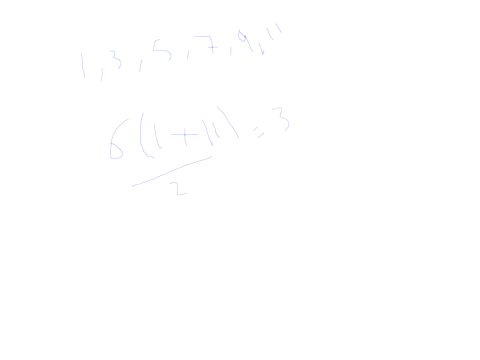 1, 3, 5, 7, 9, 11
6(1+11) = 3
2